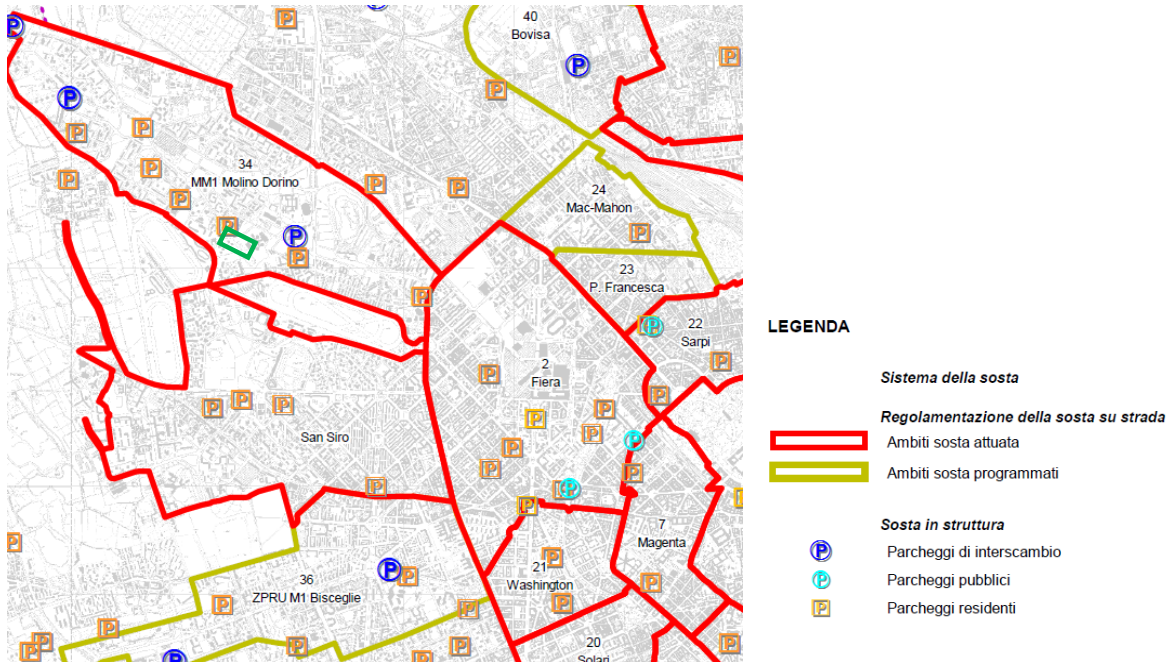 40
Bovisa
34
MM1 Molino Dorino
24
Mac-Mahon
23
P. Francesca
22
Sarpi
2
Fiera
San Siro
7
Magenta
36
ZPRU M1 Bisceglie
21
Washington
20
Solari
LEGENDA
Sistema della sosta
Regolamentazione della sosta su strada
Ambiti sosta attuata
Ambiti sosta programmati
Sosta in struttura
P Parcheggi di interscambio
P Parcheggi pubblici
P Parcheggi residenti